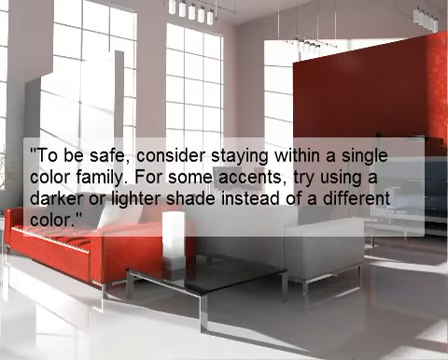 "To be safe, consider staying within a single
color family. For some accents, try using a
darker or lighter shade instead of a different
color."